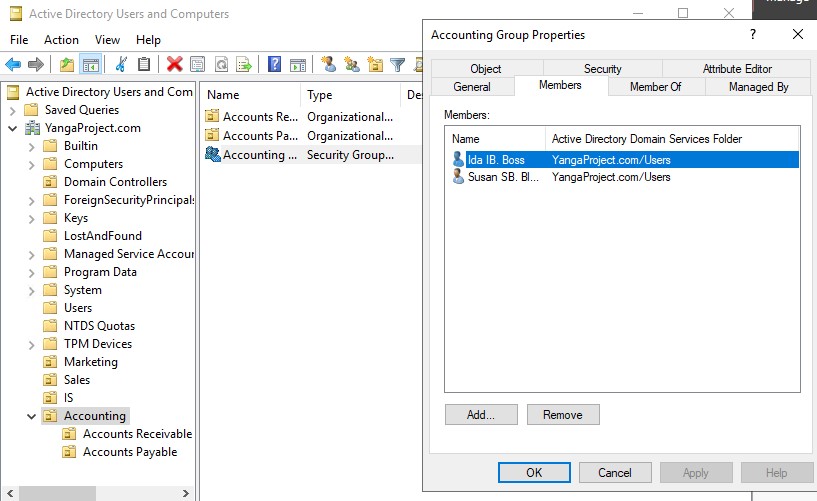 Manage
Active Directory Users and Computers
File Action View Help
Active Directory Users and Com
Saved Queries
YangaProject.com
Builtin
Computers
Domain Controllers
ForeignSecurityPrincipals
Keys
LostAndFound
Managed Service Accour
Program Data
System
Users
NTDS Quotas
TPM Devices
Marketing
Sales
IS
Accounting
Accounts Receivable
Accounts Payable
Name Type De
Accounts Re... Organizational...
Accounts Pa... Organizational...
Accounting ... Security Group...
Accounting Group Properties
? 
Object Security Attribute Editor
General Members Member Of Managed By
Members:
Name Active Directory Domain Services Folder
Ida IB. Boss YangaProject.com/Users
Susan SB. Bl... YangaProject.com/Users
Add... Remove
OK Cancel Apply Help